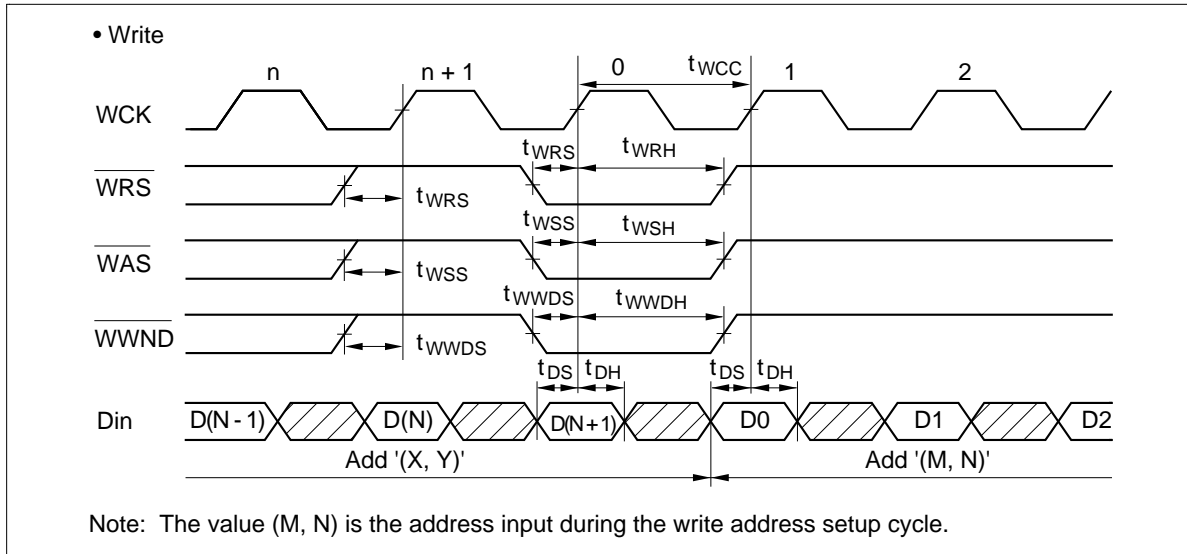 • Write
n n + 1 0 tWCC 1 2
WCK
tWRS tWRH
WRS
tWRS
tWSS tWSH
WAS
tWSS
tWWDS tWWDH
WWND
tWWDS
tDS tDH tDS tDH
Din D(N - 1) D(N) D(N + 1) D0 D1 D2
Add '(X, Y)' Add '(M, N)'
Note: The value (M, N) is the address input during the write address setup cycle.